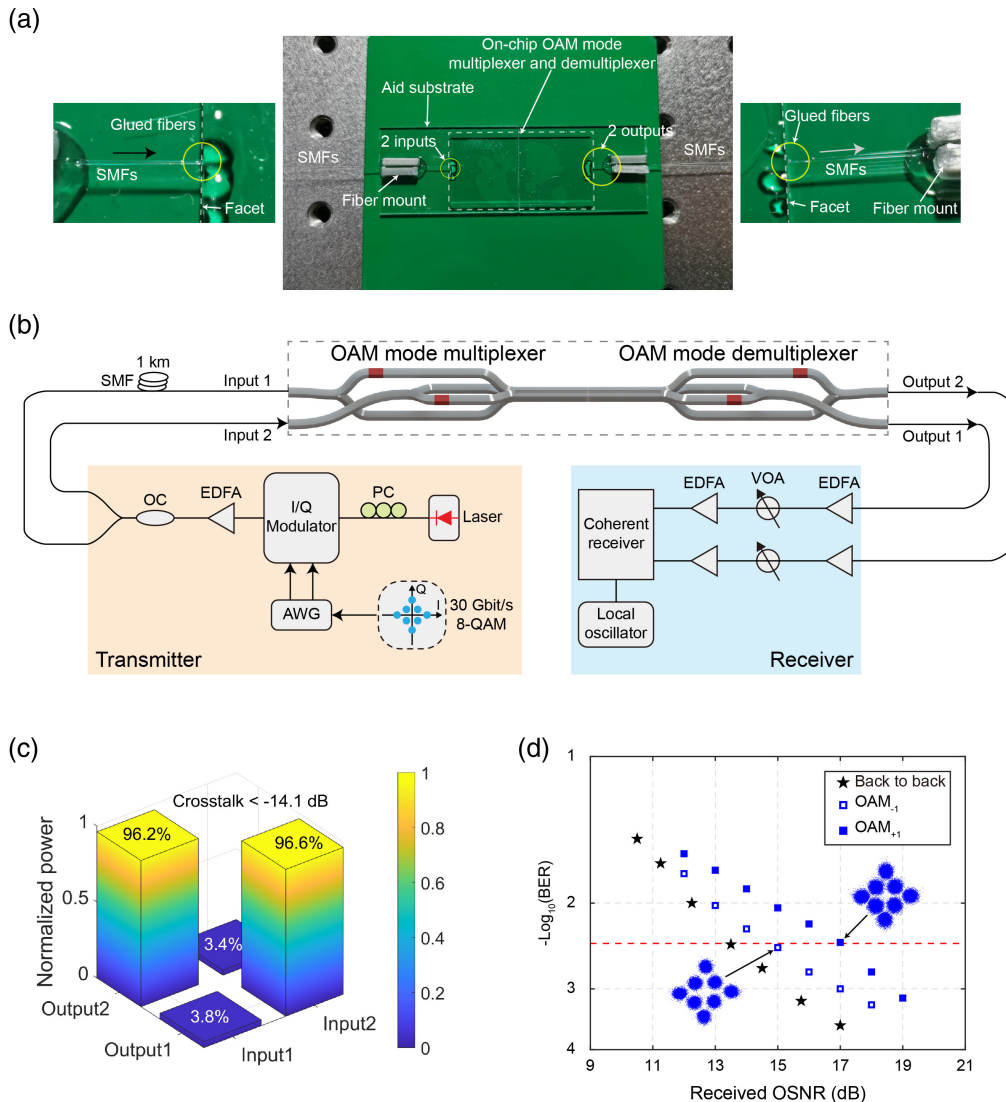 (a)
On-chip OAM mode
multiplexer and demultiplexer
Aid substrate
Glued fibers
SMFs
Facet
2 inputs
2 outputs
SMFs
SMFs
Fiber mount
Glued fibers
SMFs
Facet
Fiber mount
(b)
1 km
SMF
Input 1
Input 2
OAM mode multiplexer
OAM mode demultiplexer
Output 2
Output 1
OC
EDFA
I/Q
Modulator
PC
Laser
AWG
Q
I
30 Gbit/s
8-QAM
Transmitter
EDFA
VOA
EDFA
Coherent
receiver
Local
oscillator
Receiver
(c)
Crosstalk < -14.1 dB
96.2%
96.6%
3.4%
3.8%
Normalized power
1
0.5
0
Output2
Output1
Input1
Input2
1
0.8
0.6
0.4
0.2
0
(d)
Back to back
OAM-1
OAM+1
-Log10(BER)
1
2
3
4
9
11
13
15
17
19
21
Received OSNR (dB)